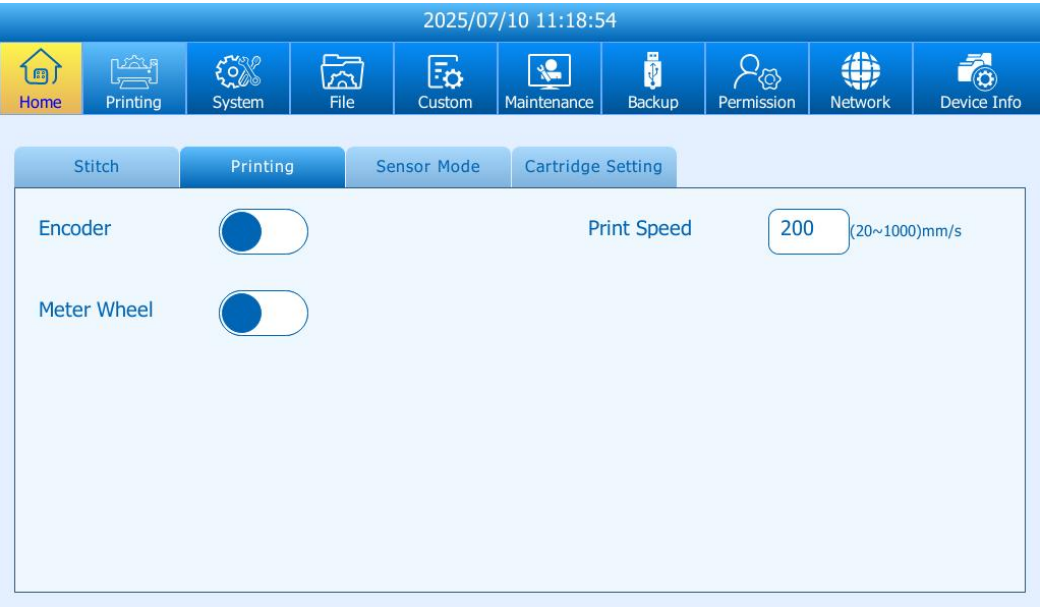 2025/07/10 11:18:54
Home Printing System File Custom Maintenance Backup Permission Network Device Info
Stitch Printing Sensor Mode Cartridge Setting
Encoder Print Speed 200 (20~1000)mm/s
Meter Wheel